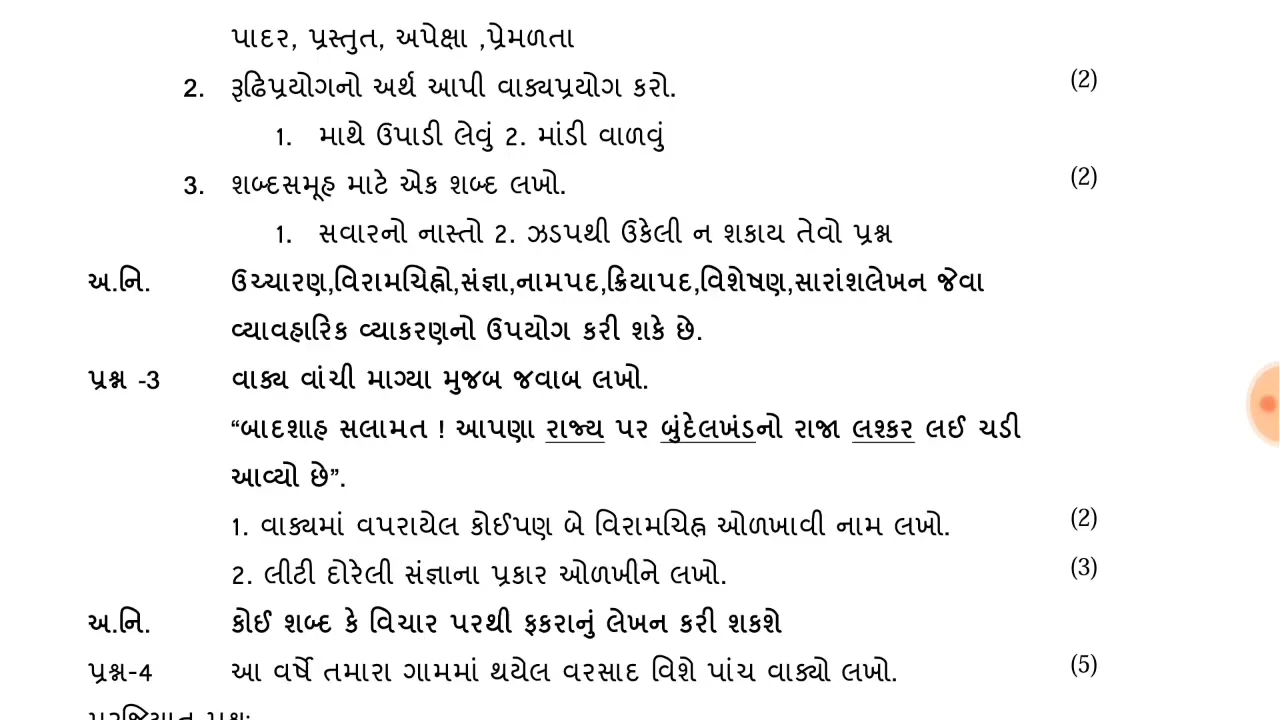 પાદર, પ્રસ્તુત, અપેક્ષા ,પ્રેમળતા
2. રૂઢિપ્રયોગનો અર્થ આપી વાક્યપ્રયોગ કરો. (2)
1. માથે ઉપાડી લેવું 2. માંડી વાળવું
3. શબ્દસમૂહ માટે એક શબ્દ લખો. (2)
1. સવારનો નાસ્તો 2. ઝડપથી ઉકેલી ન શકાય તેવો પ્રશ્ન
અ.નિ. ઉચ્ચારણ,વિરામચિહ્નો,સંજ્ઞા,નામપદ,ક્રિયાપદ,વિશેષણ,સારાંશલેખન જેવા
વ્યાવહારિક વ્યાકરણનો ઉપયોગ કરી શકે છે.
પ્રશ્ન -3 વાક્ય વાંચી માગ્યા મુજબ જવાબ લખો.
“બાદશાહ સલામત ! આપણા રાજ્ય પર બુંદેલખંડનો રાજા લશ્કર લઈ ચડી
આવ્યો છે”.
1. વાક્યમાં વપરાયેલ કોઈપણ બે વિરામચિહ્ન ઓળખાવી નામ લખો. (2)
2. લીટી દોરેલી સંજ્ઞાના પ્રકાર ઓળખીને લખો. (3)
અ.નિ. કોઈ શબ્દ કે વિચાર પરથી ફકરાનું લેખન કરી શકશે
પ્રશ્ન-4 આ વર્ષે તમારા ગામમાં થયેલ વરસાદ વિશે પાંચ વાક્યો લખો. (5)